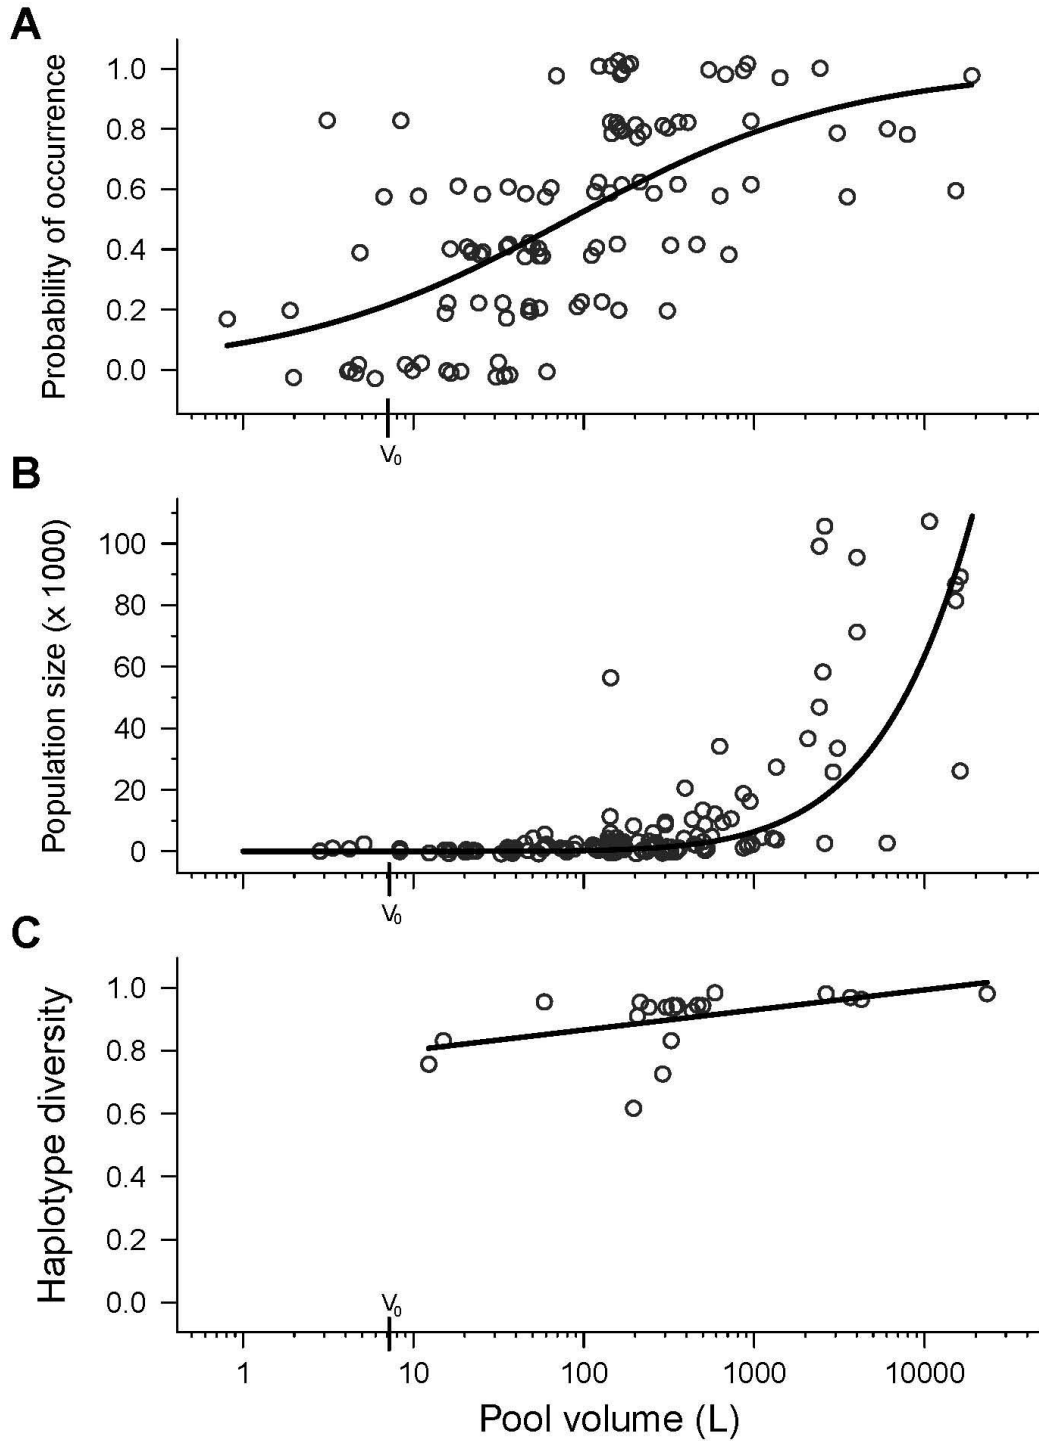 A
Probability of occurrence
1.0
0.8
0.6
0.4
0.2
0.0
V0
B
Population size (x 1000)
100
80
60
40
20
0
V0
C
Haplotype diversity
1.0
0.8
0.6
0.4
0.2
0.0
V0
1 10 100 1000 10000
Pool volume (L)